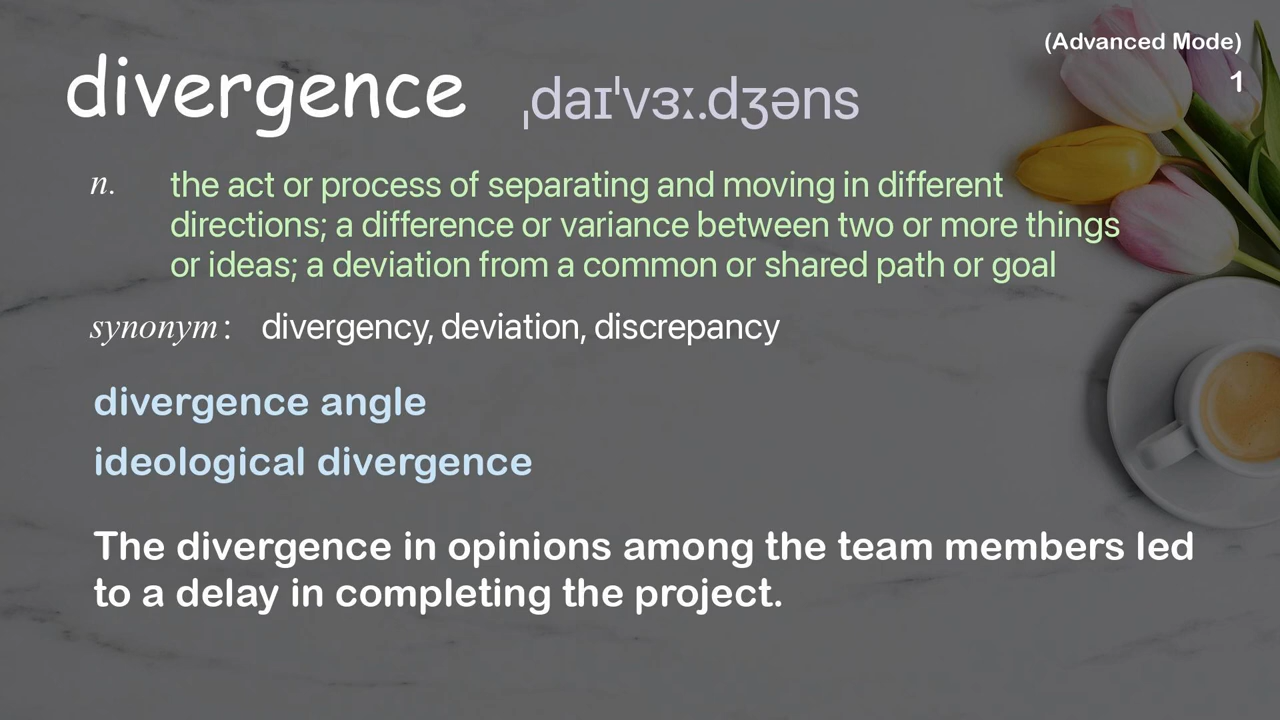 (Advanced Mode)
1
divergence ˌdaɪˈvɜː.dʒəns
n. the act or process of separating and moving in different
directions; a difference or variance between two or more things
or ideas; a deviation from a common or shared path or goal
synonym: divergency, deviation, discrepancy
divergence angle
ideological divergence
The divergence in opinions among the team members led
to a delay in completing the project.